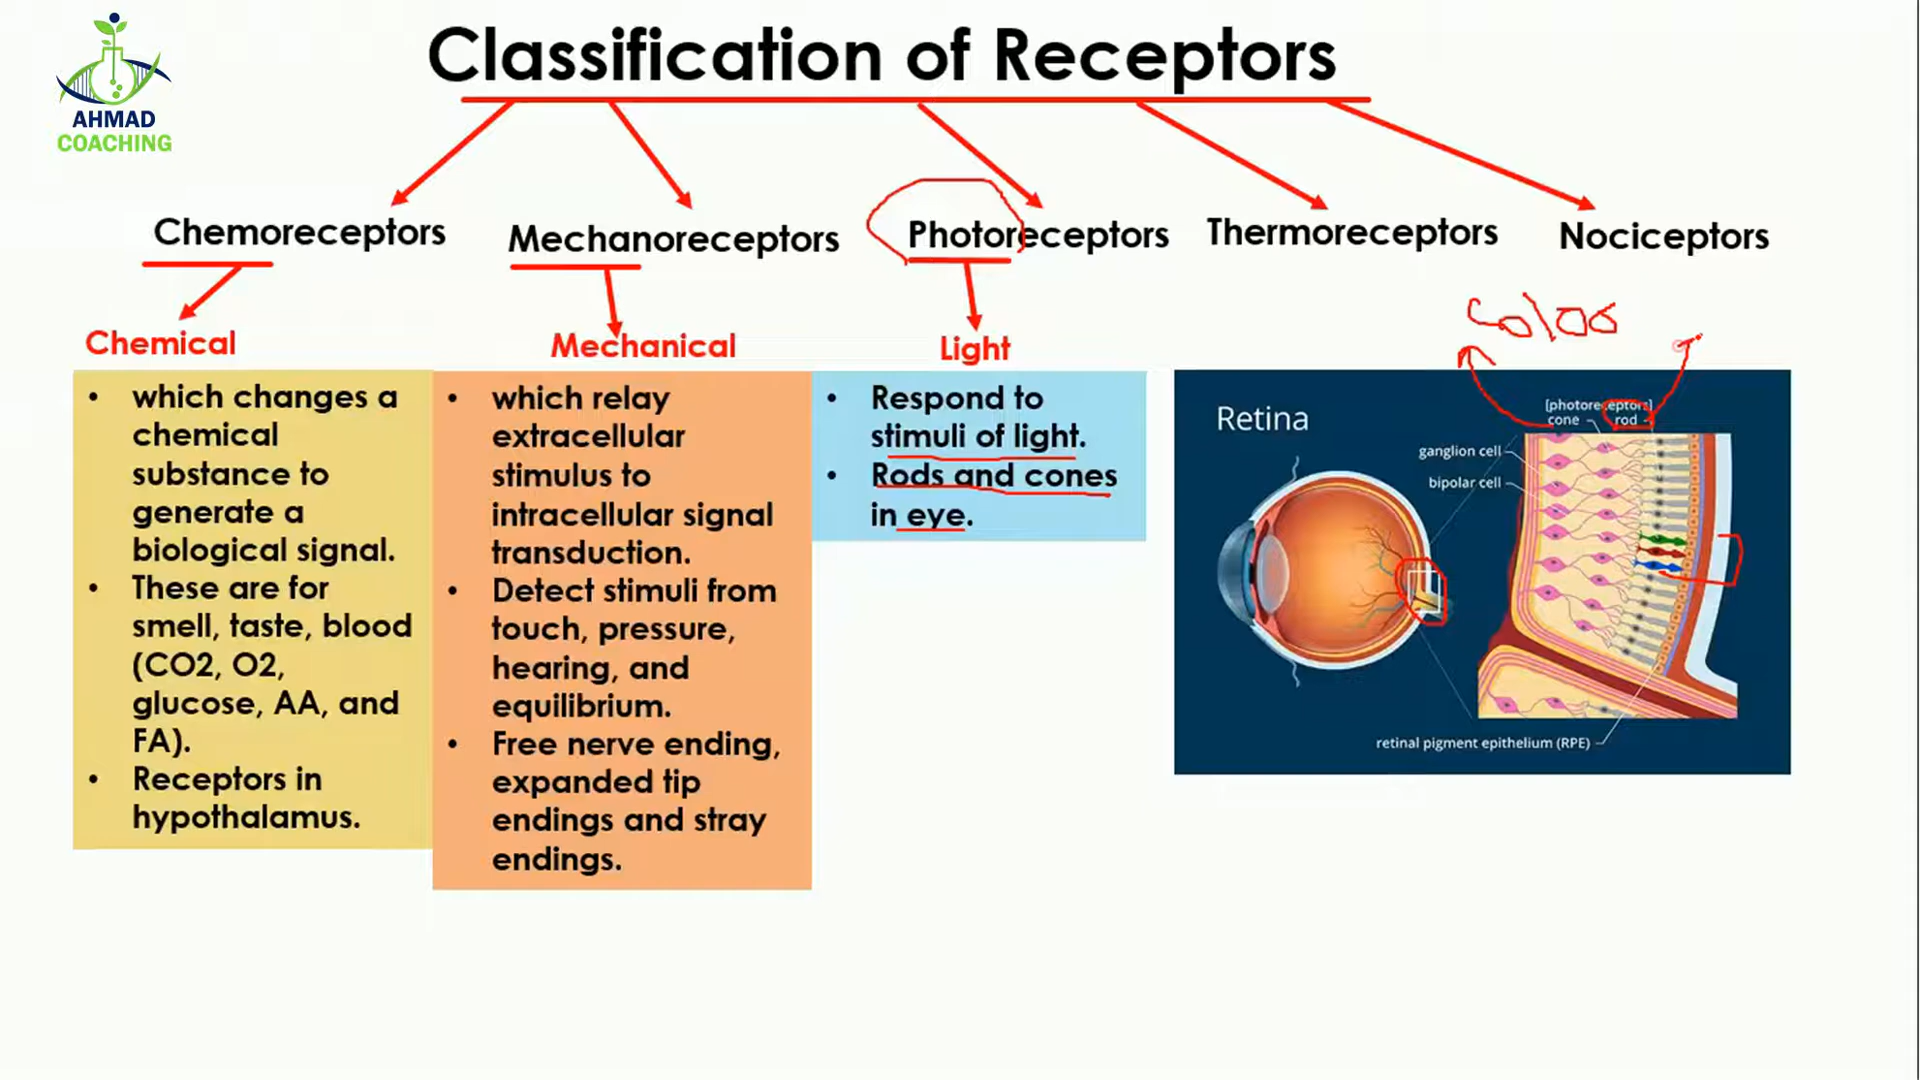 Classification of Receptors
AHMAD
COACHING
Chemoreceptors
Mechanoreceptors
Photoreceptors
Thermoreceptors
Nociceptors
Chemical
Mechanical
Light
• which changes a
chemical
substance to
generate a
biological signal.
• These are for
smell, taste, blood
(CO2, O2,
glucose, AA, and
FA).
• Receptors in
hypothalamus.
• which relay
extracellular
stimulus to
intracellular signal
transduction.
• Detect stimuli from
touch, pressure,
hearing, and
equilibrium.
• Free nerve ending,
expanded tip
endings and stray
endings.
• Respond to
stimuli of light.
• Rods and cones
in eye.
Retina
[photoreceptors]
cone
rod
ganglion cell
bipolar cell
retinal pigment epithelium (RPE)